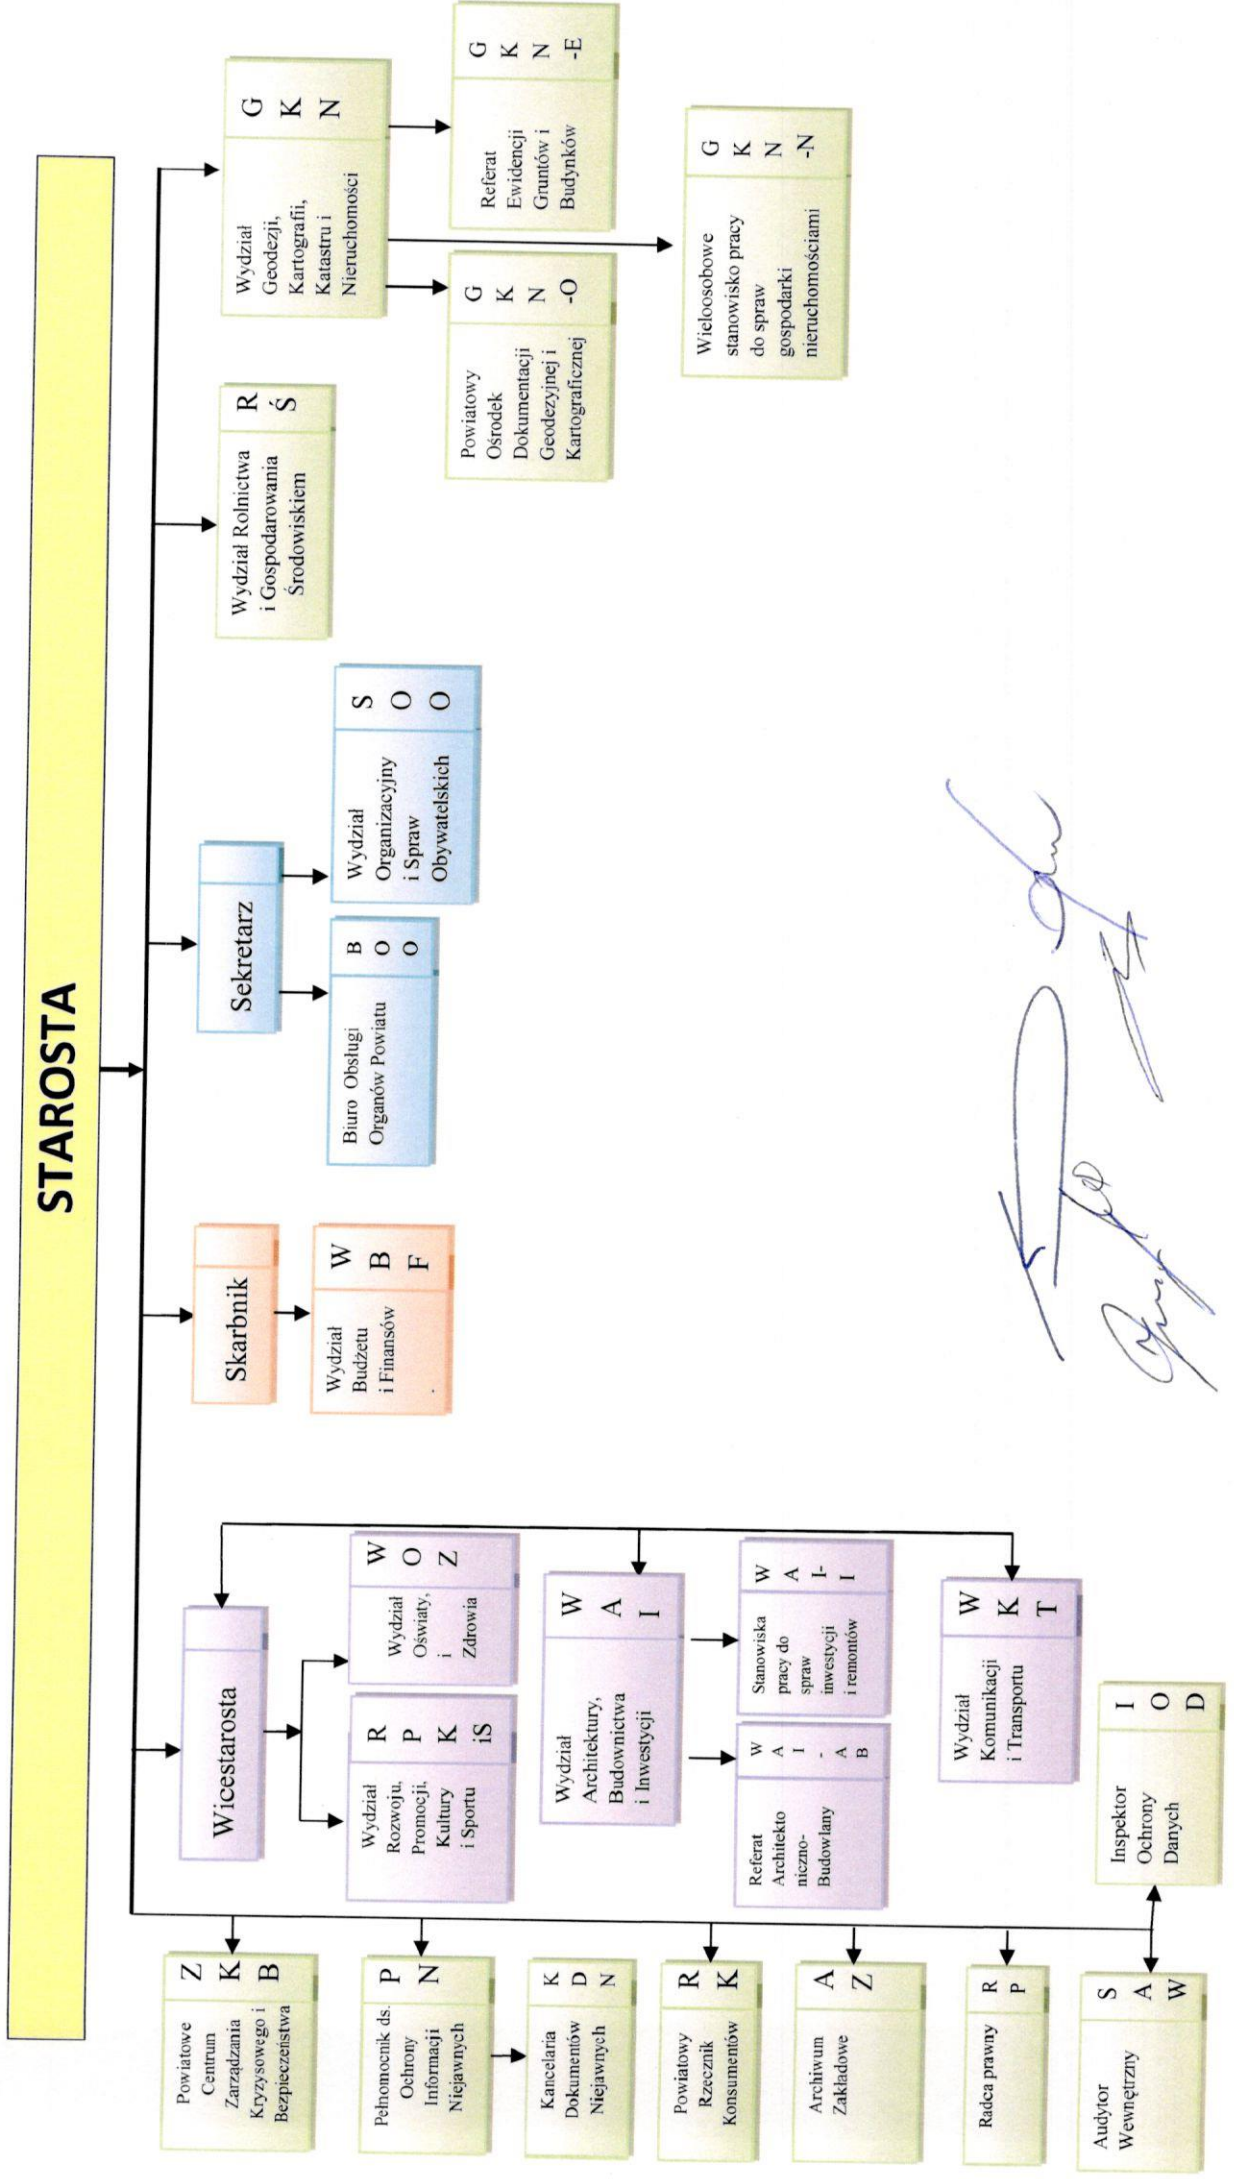 STAROSTA
Powiatowe
Centrum
Zarządzania
Kryzysowego i
Bezpieczeństwa
Z
K
B
Pełnomocnik ds.
Ochrony
Informacji
Niejawnych
P
N
Kancelaria
Dokumentów
Niejawnych
K
D
N
Powiatowy
Rzecznik
Konsumentów
R
K
Archiwum
Zakładowe
A
Z
Radca prawny
R
P
Audytor
Wewnętrzny
S
A
W
Inspektor
Ochrony
Danych
I
O
D
Wicestarosta
Wydział
Rozwoju,
Promocji,
Kultury
i Sportu
R
P
K
iS
Wydział
Oświaty,
i
Zdrowia
W
O
Z
Wydział
Architektury,
Budownictwa
i Inwestycji
W
A
I
Referat
Architekto
niczno-
Budowlany
W
A
I
-
A
B
Stanowiska
pracy do
spraw
inwestycji
i remontów
W
A
I-
I
Wydział
Komunikacji
i Transportu
W
K
T
Skarbnik
Wydział
Budżetu
i Finansów
.
W
B
F
Sekretarz
Biuro Obsługi
Organów Powiatu
B
O
O
Wydział
Organizacyjny
i Spraw
Obywatelskich
S
O
O
Wydział Rolnictwa
i Gospodarowania
Środowiskiem
R
Ś
Wydział
Geodezji,
Kartografii,
Katastru i
Nieruchomości
G
K
N
Powiatowy
Ośrodek
Dokumentacji
Geodezyjnej i
Kartograficznej
G
K
N
-O
Referat
Ewidencji
Gruntów i
Budynków
G
K
N
-E
Wieloosobowe
stanowisko pracy
do spraw
gospodarki
nieruchomościami
G
K
N
-N